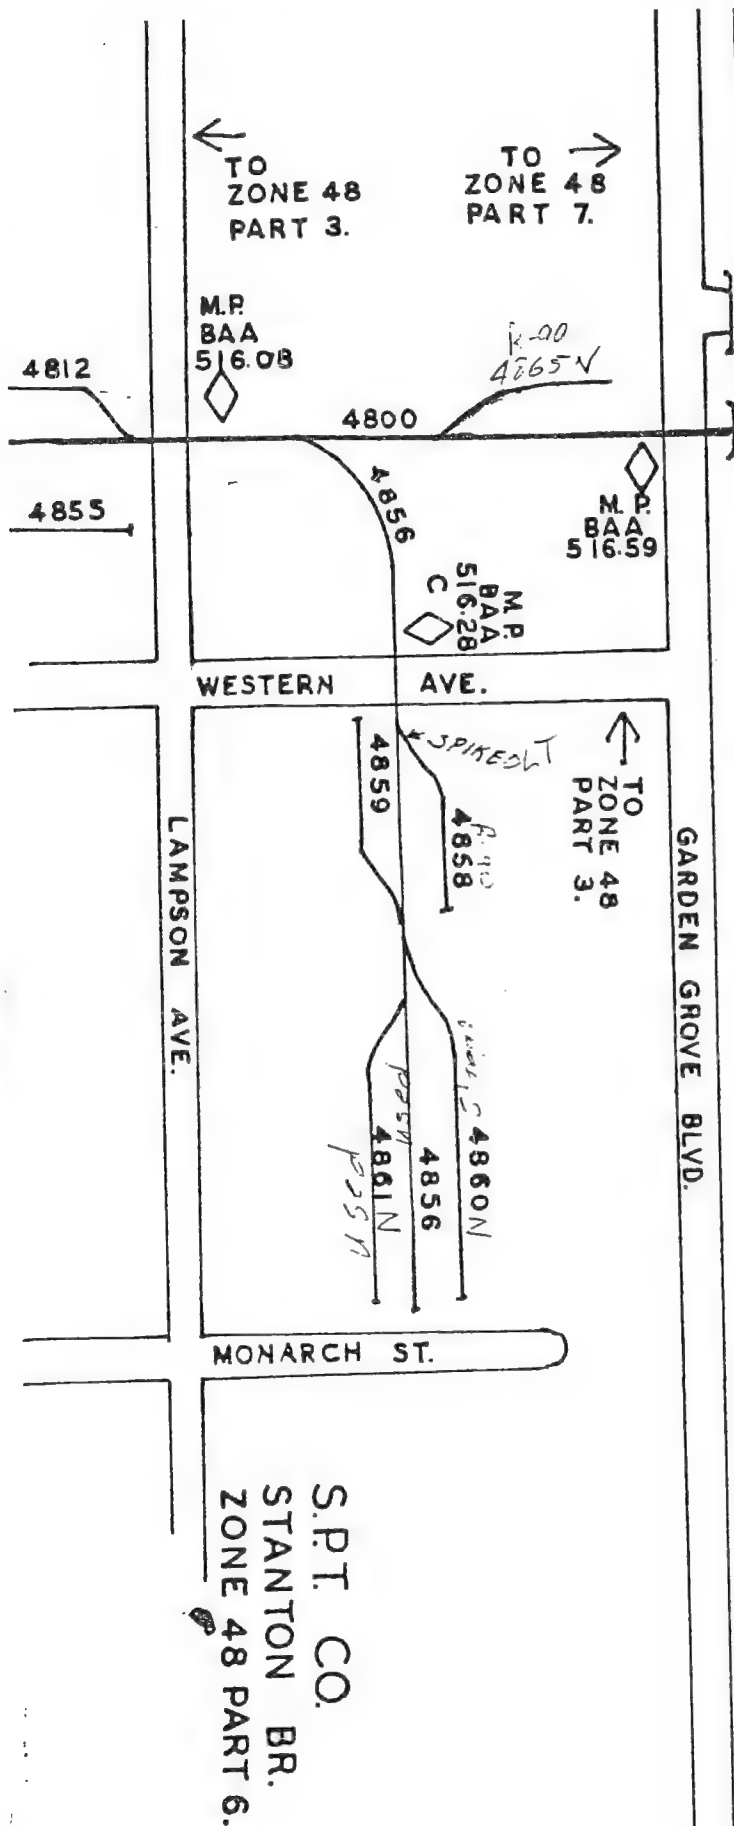 TO
ZONE 48
PART 3.
TO
ZONE 48
PART 7.
M.P.
BAA
516.08
4812
4800
4865N
4856
4855
M.P.
BAA
516.59
M.P.
BAA
516.28
C
WESTERN AVE.
SPIKED LT
4859
4858
TO
ZONE 48
PART 3.
LAMPSON AVE.
GARDEN GROVE BLVD.
4860N
4856
4861N
MONARCH ST.
S.P.T. CO.
STANTON BR.
ZONE 48 PART 6.